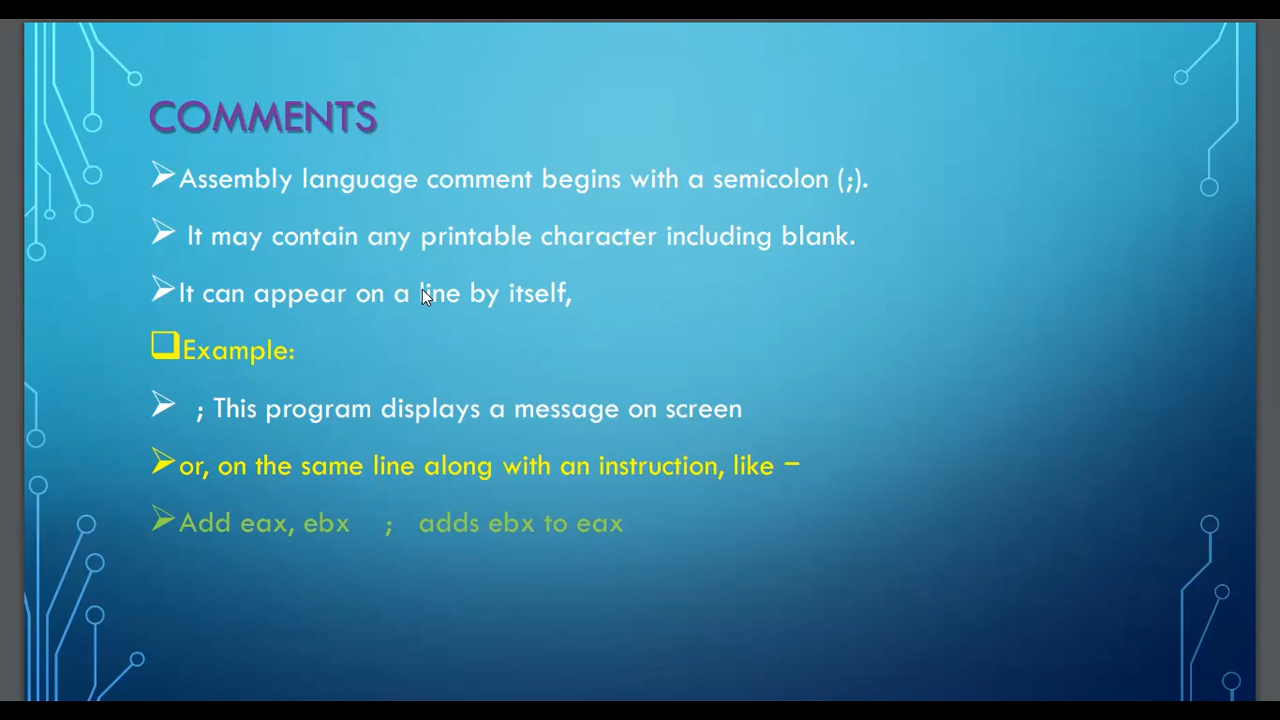 COMMENTS
Assembly language comment begins with a semicolon (;).
It may contain any printable character including blank.
It can appear on a line by itself,
Example:
; This program displays a message on screen
or, on the same line along with an instruction, like –
Add eax, ebx ; adds ebx to eax